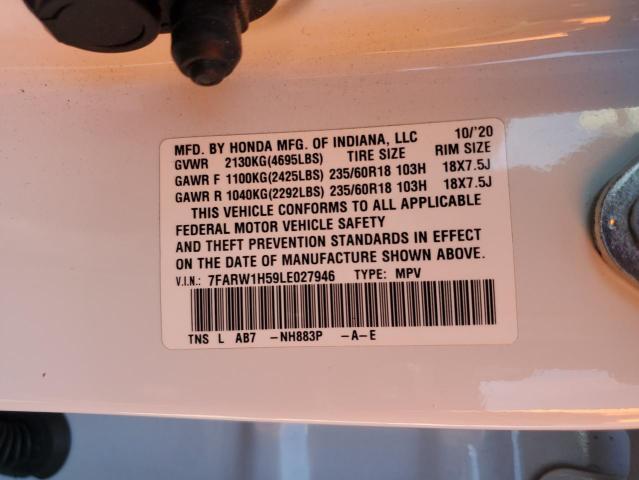 MFD. BY HONDA MFG. OF INDIANA, LLC 10/'20
GVWR 2130KG(4695LBS) TIRE SIZE RIM SIZE
GAWR F 1100KG(2425LBS) 235/60R18 103H 18X7.5J
GAWR R 1040KG(2292LBS) 235/60R18 103H 18X7.5J
THIS VEHICLE CONFORMS TO ALL APPLICABLE
FEDERAL MOTOR VEHICLE SAFETY
AND THEFT PREVENTION STANDARDS IN EFFECT
ON THE DATE OF MANUFACTURE SHOWN ABOVE.
V.I.N.: 7FARW1H59LE027946 TYPE: MPV
TNS L AB7 -NH883P -A-E